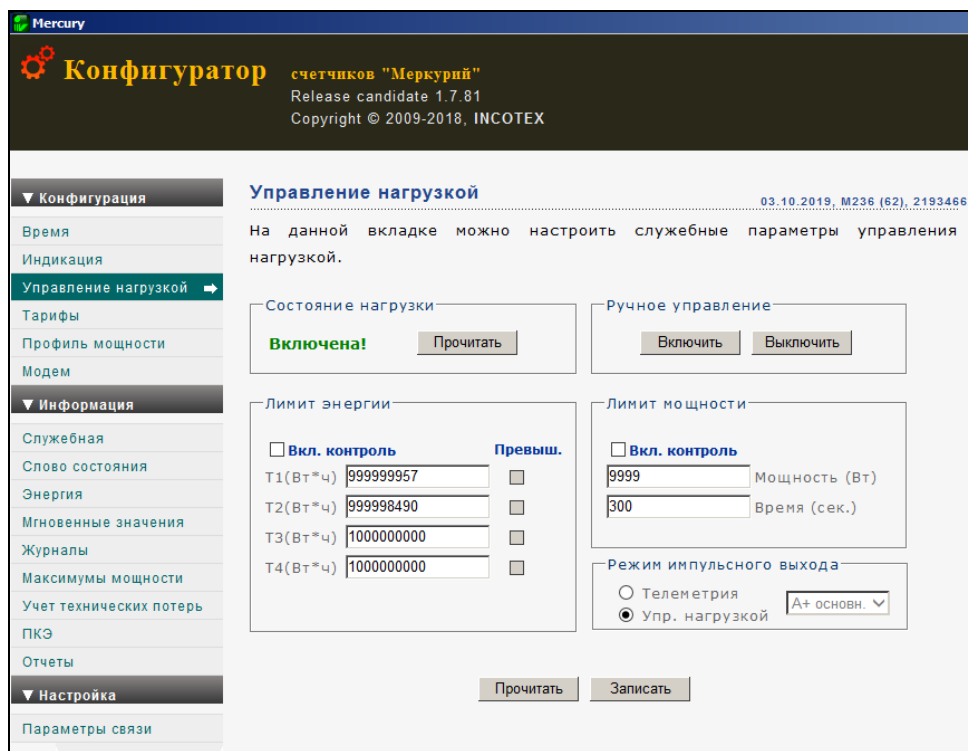 Mercury
Конфигуратор счетчиков "Меркурий"
Release candidate 1.7.81
Copyright © 2009-2018, INCOTEX
▼ Конфигурация
Время
Индикация
Управление нагрузкой
Тарифы
Профиль мощности
Модем
▼ Информация
Служебная
Слово состояния
Энергия
Мгновенные значения
Журналы
Максимумы мощности
Учет технических потерь
ПКЭ
Отчеты
▼ Настройка
Параметры связи
Управление нагрузкой
03.10.2019, M236 (62), 2193466
На данной вкладке можно настроить служебные параметры управления
нагрузкой.
Состояние нагрузки
Включена! Прочитать
Ручное управление
Включить Выключить
Лимит энергии
Вкл. контроль Превыш.
Т1(Вт*ч) 999999957
Т2(Вт*ч) 999998490
Т3(Вт*ч) 1000000000
Т4(Вт*ч) 1000000000
Лимит мощности
Вкл. контроль
9999 Мощность (Вт)
300 Время (сек.)
Режим импульсного выхода
Телеметрия
Упр. нагрузкой
А+ основн.
Прочитать Записать